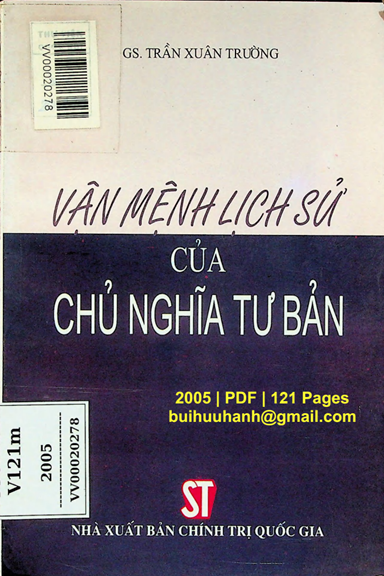 GS. TRẦN XUÂN TRƯỜNG
VV00020278
VẬN MỆNH LỊCH SỬ
CỦA
CHỦ NGHĨA TƯ BẢN
2005 | PDF | 121 Pages
buihuuhanh@gmail.com
V121m
2005
VV00020278
ST
NHÀ XUẤT BẢN CHÍNH TRỊ QUỐC GIA